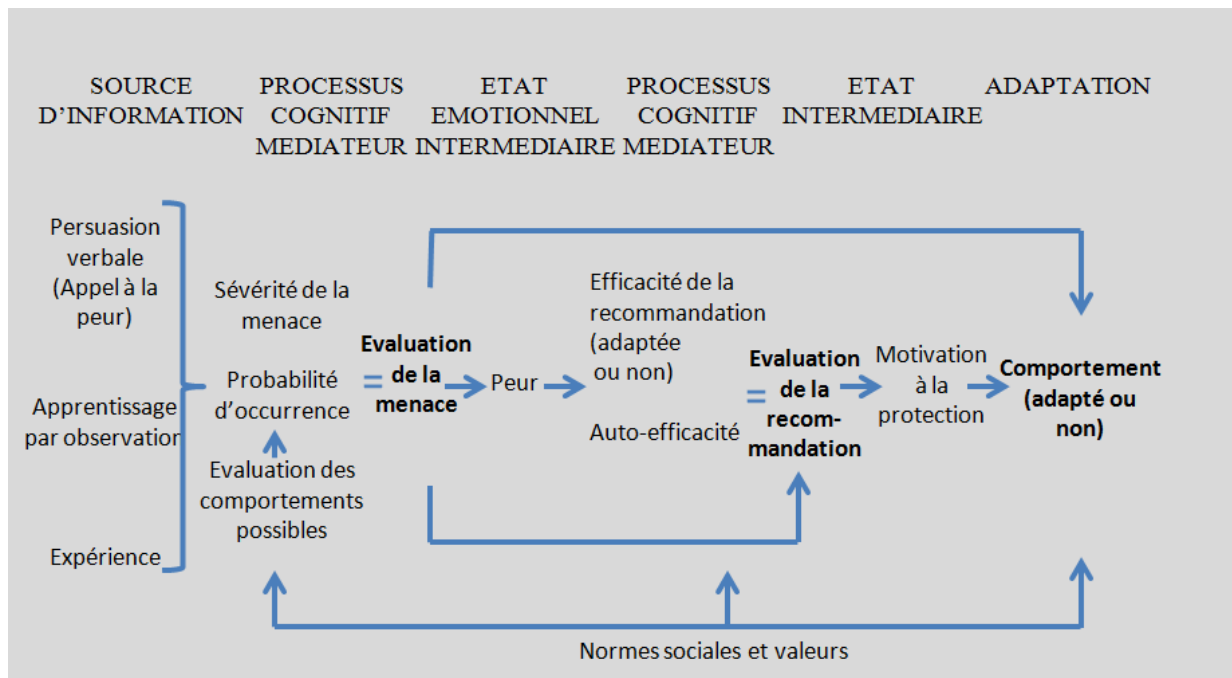 SOURCE
D'INFORMATION
PROCESSUS
COGNITIF
MEDIATEUR
ETAT
EMOTIONNEL
INTERMEDIAIRE
PROCESSUS
COGNITIF
MEDIATEUR
ETAT
INTERMEDIAIRE
ADAPTATION
Persuasion
verbale
(Appel à la
peur)
Apprentissage
par observation
Expérience
Sévérité de la
menace
Probabilité
d'occurrence
Evaluation des
comportements
possibles
=
Evaluation
de la
menace
Peur
Efficacité de la
recommandation
(adaptée
ou non)
Auto-efficacité
=
Evaluation
de la
recom-
mandation
Motivation
à la
protection
Comportement
(adapté ou
non)
Normes sociales et valeurs